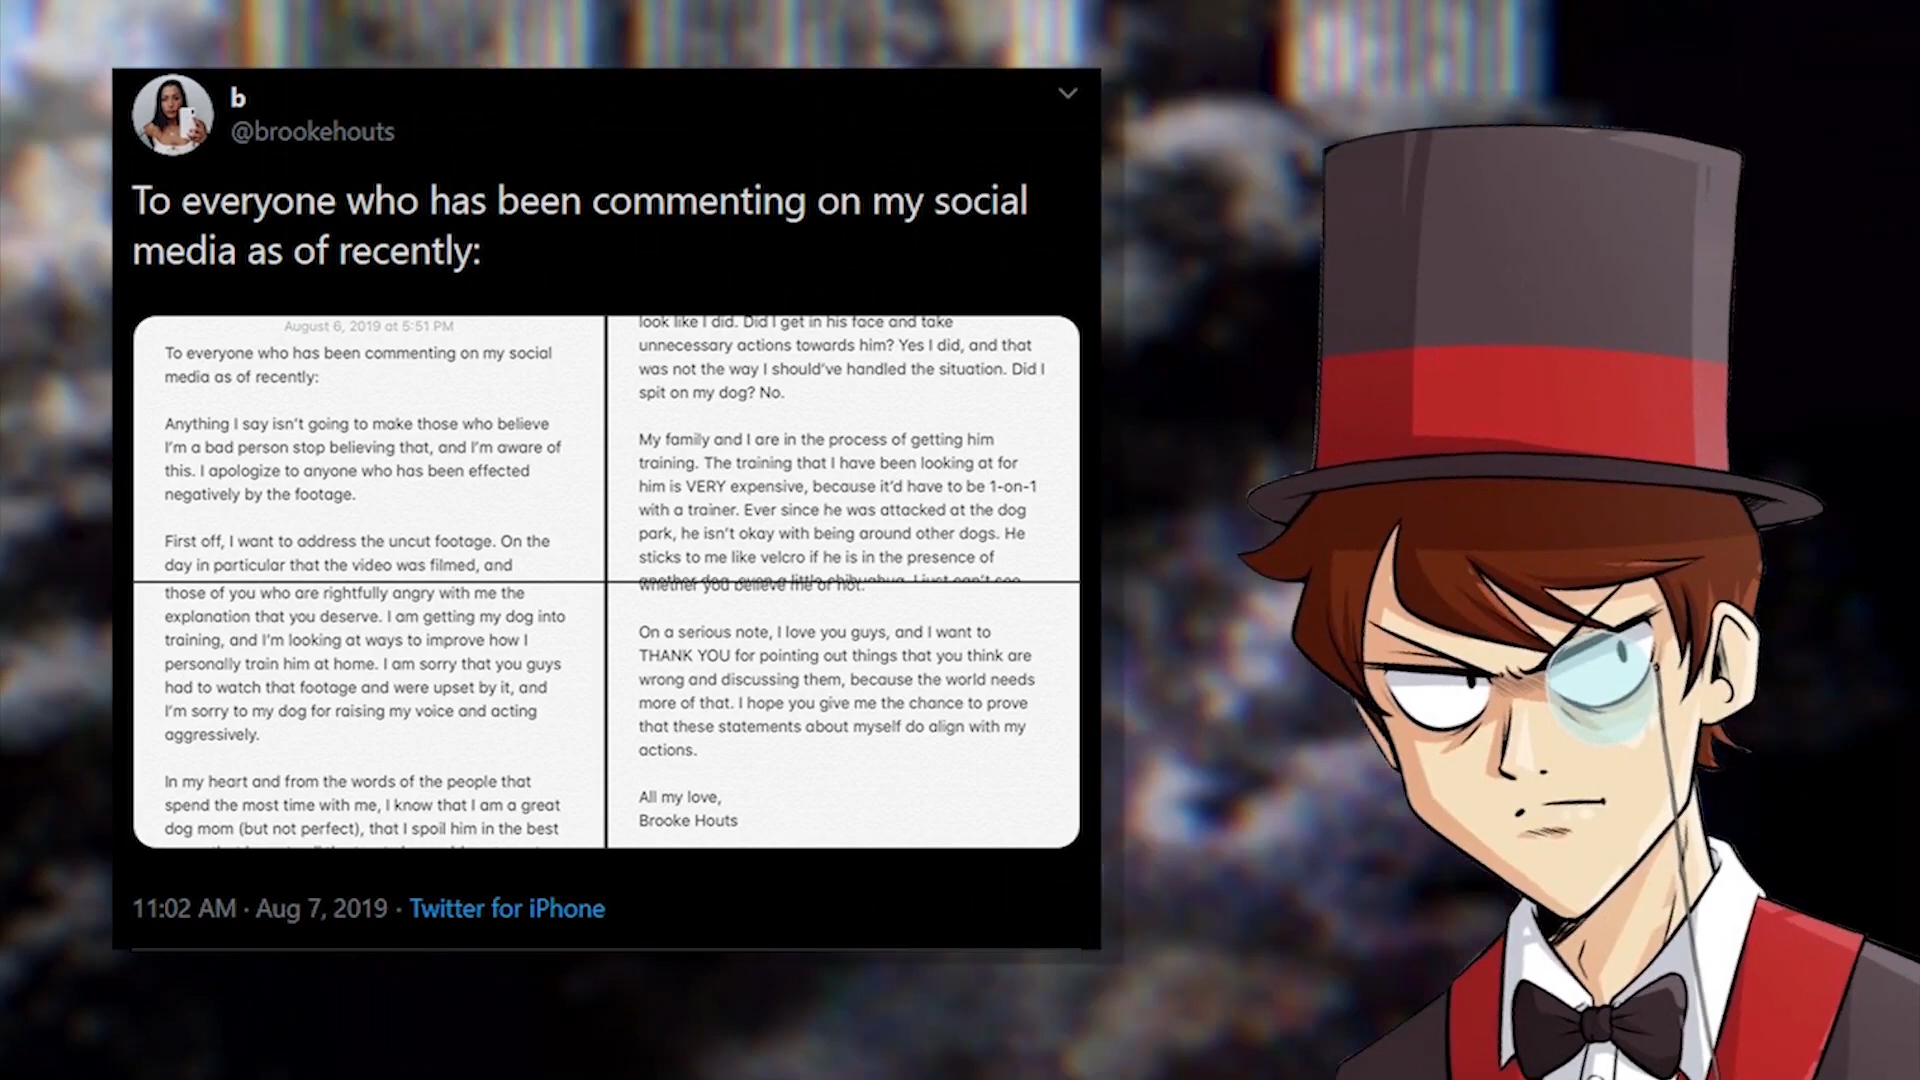 b
@brookehouts
To everyone who has been commenting on my social
media as of recently:
August 6, 2019 at 5:51 PM
To everyone who has been commenting on my social
media as of recently:
Anything I say isn't going to make those who believe
I'm a bad person stop believing that, and I'm aware of
this. I apologize to anyone who has been effected
negatively by the footage.
First off, I want to address the uncut footage. On the
day in particular that the video was filmed, and
look like I did. Did I get in his face and take
unnecessary actions towards him? Yes I did, and that
was not the way I should've handled the situation. Did I
spit on my dog? No.
My family and I are in the process of getting him
training. The training that I have been looking at for
him is VERY expensive, because it'd have to be 1-on-1
with a trainer. Ever since he was attacked at the dog
park, he isn't okay with being around other dogs. He
sticks to me like velcro if he is in the presence of
another dog, even a little chihuahua. I just can't see
those of you who are rightfully angry with me the
explanation that you deserve. I am getting my dog into
training, and I'm looking at ways to improve how I
personally train him at home. I am sorry that you guys
had to watch that footage and were upset by it, and
I'm sorry to my dog for raising my voice and acting
aggressively.
In my heart and from the words of the people that
spend the most time with me, I know that I am a great
dog mom (but not perfect), that I spoil him in the best
whether you believe me or not.
On a serious note, I love you guys, and I want to
THANK YOU for pointing out things that you think are
wrong and discussing them, because the world needs
more of that. I hope you give me the chance to prove
that these statements about myself do align with my
actions.
All my love,
Brooke Houts
11:02 AM · Aug 7, 2019 · Twitter for iPhone